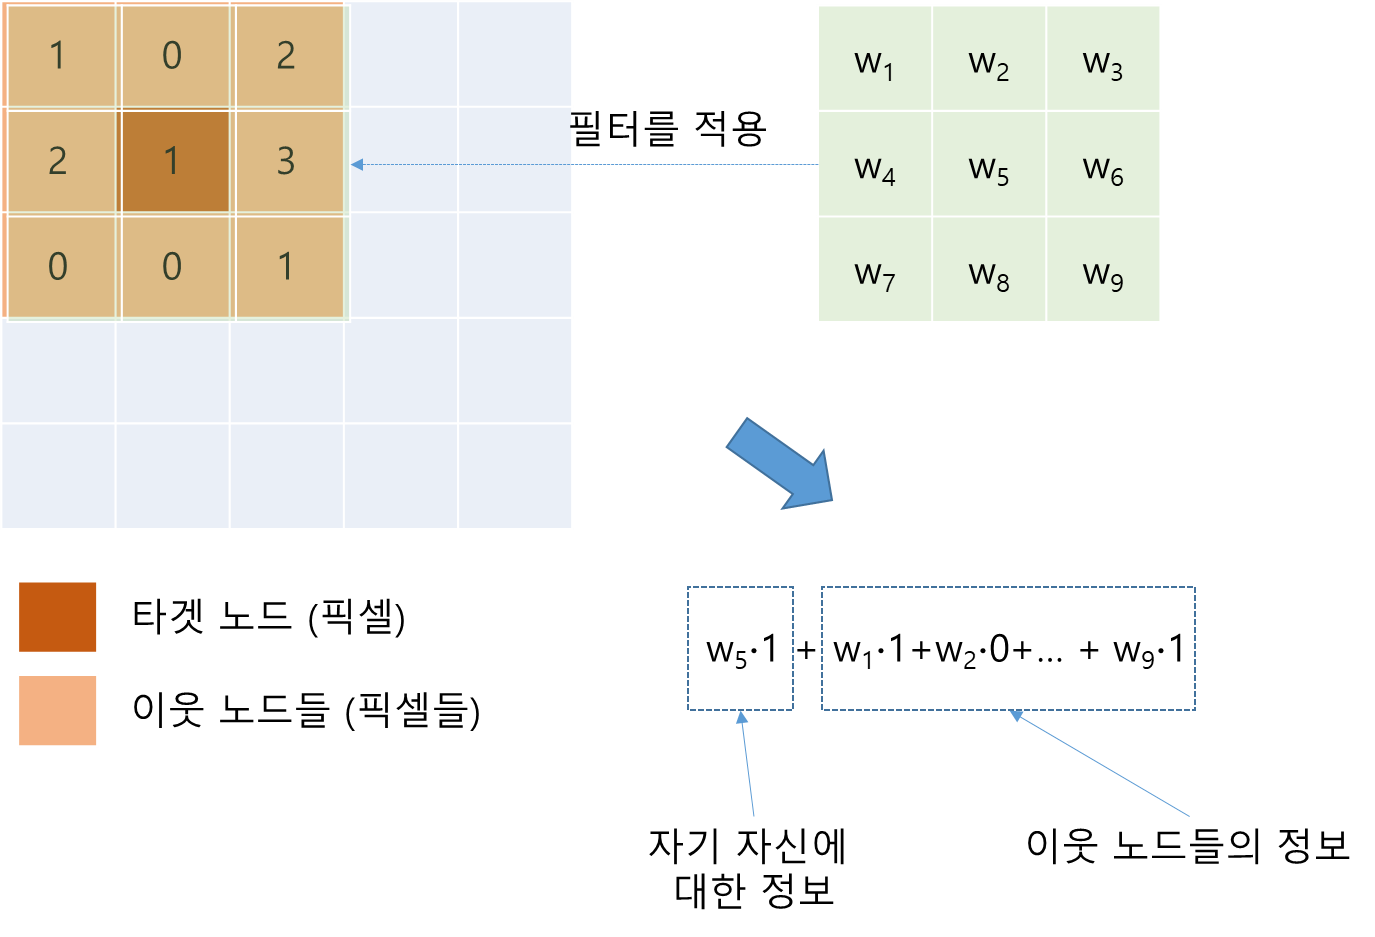 1 0 2
w1 w2 w3
필터를 적용
2 1 3
w4 w5 w6
0 0 1
w7 w8 w9
타겟 노드 (픽셀)
이웃 노드들 (픽셀들)
w5·1 + w1·1+w2·0+... + w9·1
자기 자신에
대한 정보
이웃 노드들의 정보